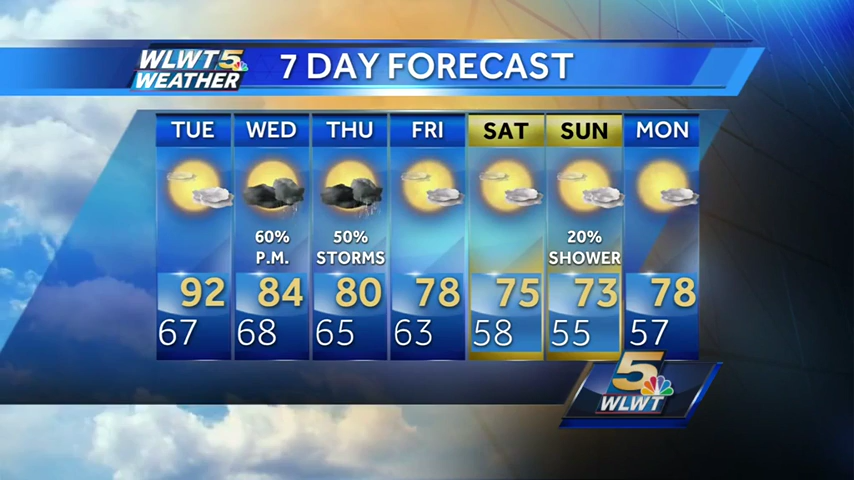 WLWT 5
WEATHER
7 DAY FORECAST
TUE WED THU FRI SAT SUN MON
60% 50% 20%
P.M. STORMS SHOWER
92 84 80 78 75 73 78
67 68 65 63 58 55 57
5
WLWT